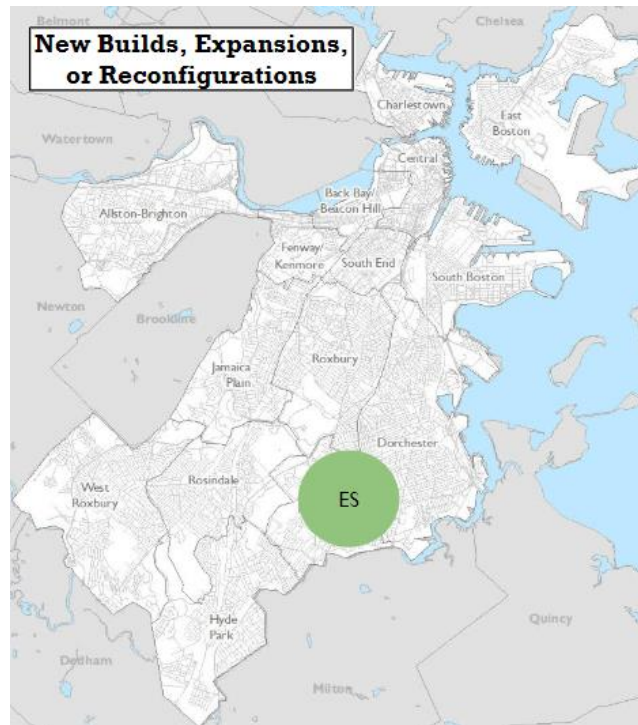 Belmont
Chelsea
New Builds, Expansions,
or Reconfigurations
Charlestown
East
Boston
Watertown
Central
Back Bay/
Beacon Hill
Allston-Brighton
Fenway/
Kenmore
South End
South Boston
Newton
Brookline
Jamaica
Plain
Roxbury
Dorchester
West
Roxbury
Rosindale
ES
Hyde
Park
Quincy
Dedham
Milton